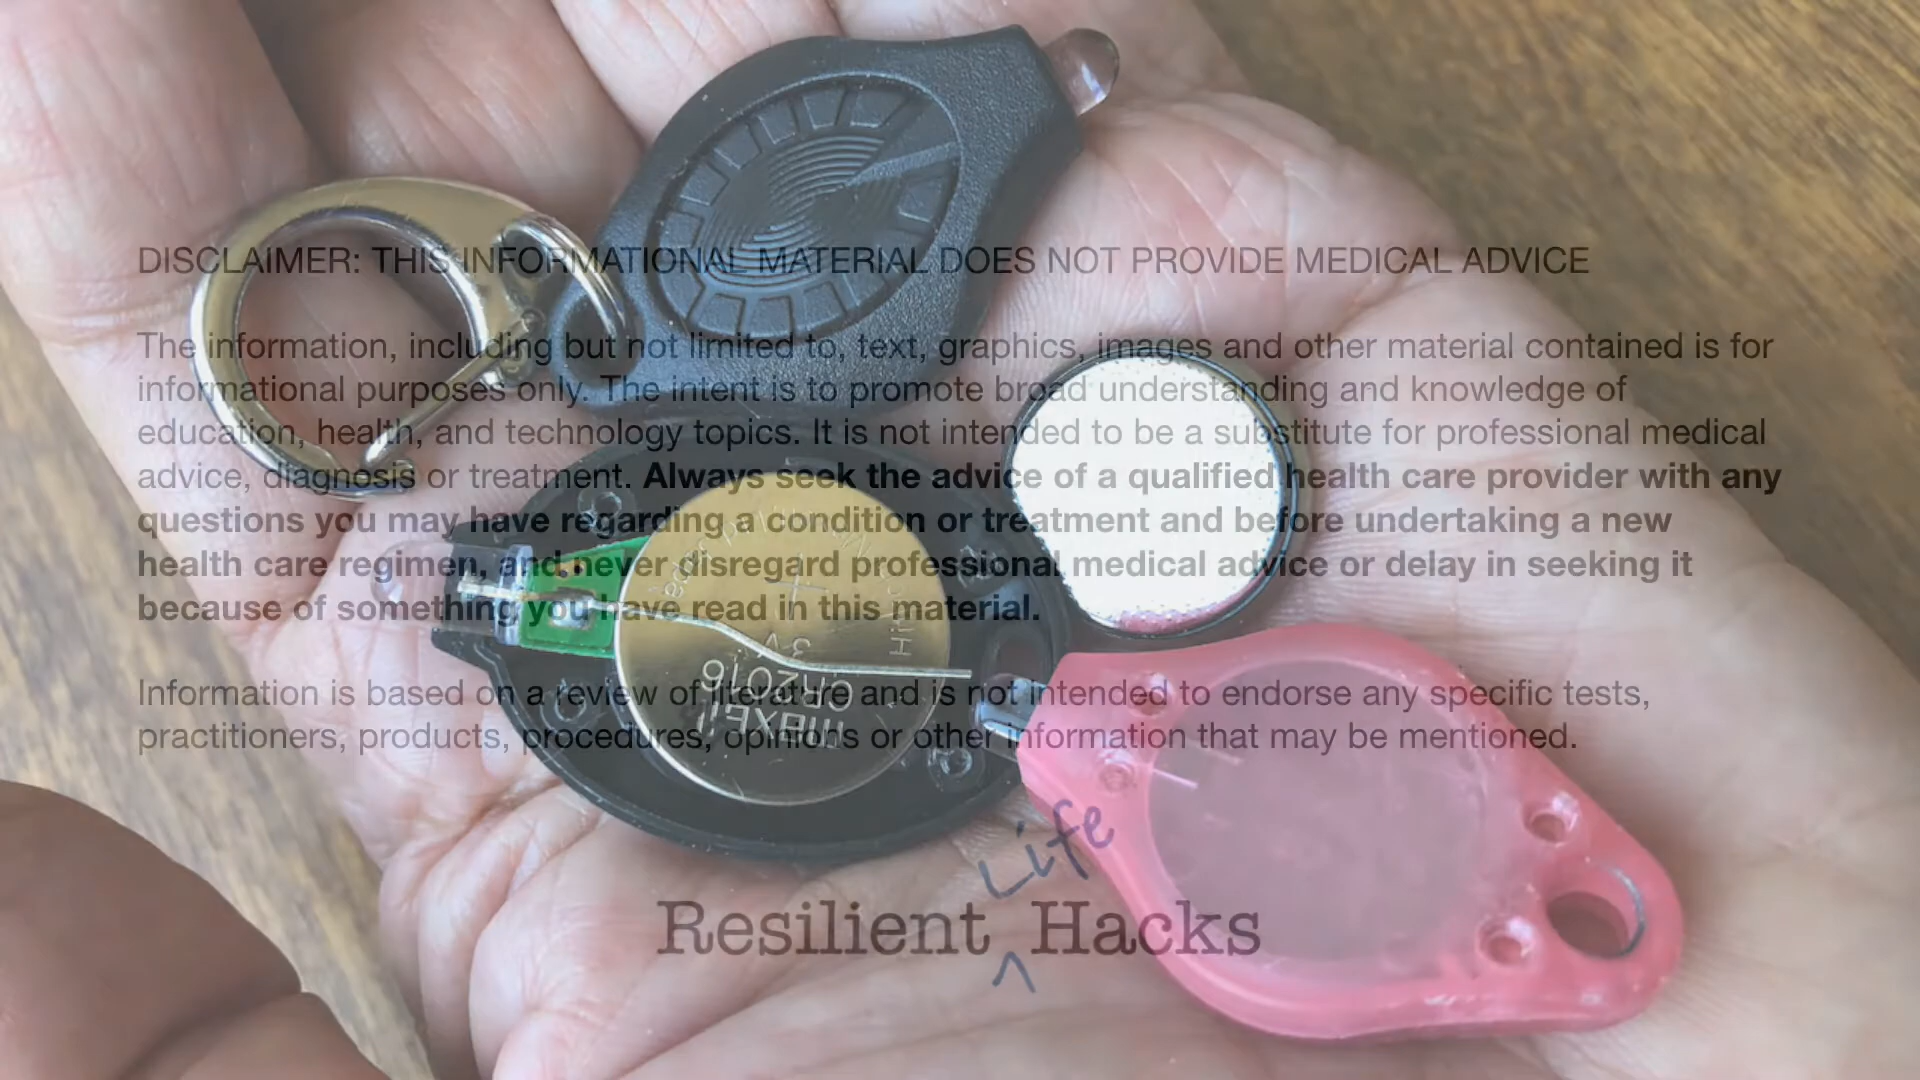 DISCLAIMER: THIS INFORMATIONAL MATERIAL DOES NOT PROVIDE MEDICAL ADVICE
The information, including but not limited to, text, graphics, images and other material contained is for
informational purposes only. The intent is to promote broad understanding and knowledge of
education, health, and technology topics. It is not intended to be a substitute for professional medical
advice, diagnosis or treatment. Always seek the advice of a qualified health care provider with any
questions you may have regarding a condition or treatment and before undertaking a new
health care regimen, and never disregard professional medical advice or delay in seeking it
because of something you have read in this material.
Information is based on a review of literature and is not intended to endorse any specific tests,
practitioners, products, procedures, opinions or other information that may be mentioned.
maxell
CR2016
3V
+
Life
Resilient ^ Hacks